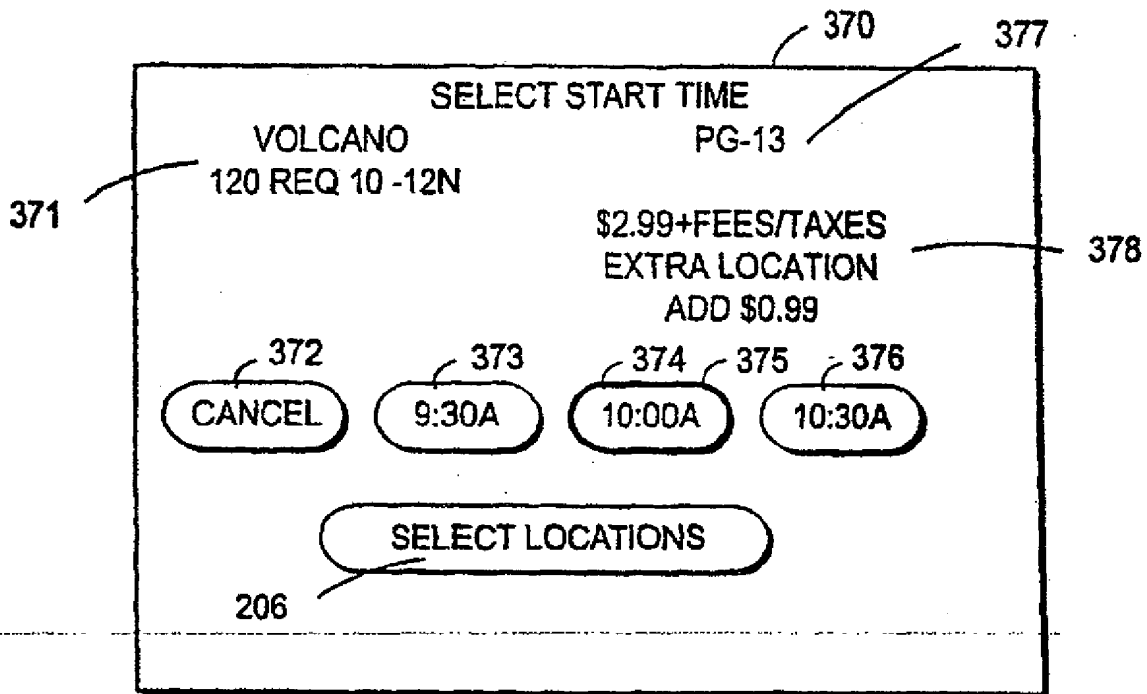 370
377
SELECT START TIME
VOLCANO
PG-13
120 REQ 10 -12N
371
$2.99+FEES/TAXES
EXTRA LOCATION
ADD $0.99
378
372
373
374
375
376
CANCEL
9:30A
10:00A
10:30A
SELECT LOCATIONS
206